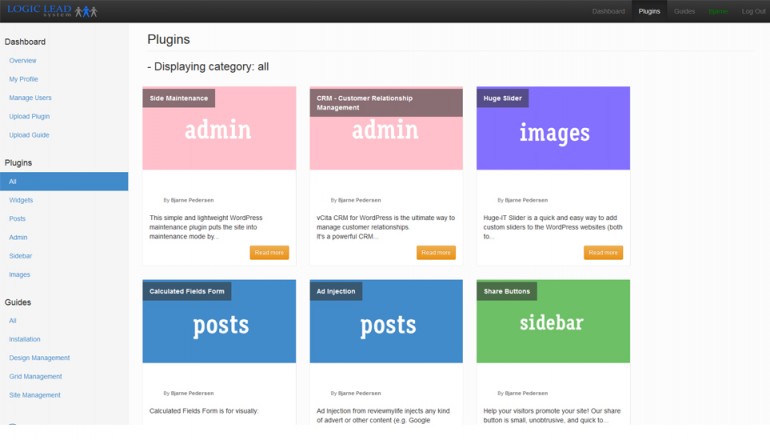 LOGIC LEAD
system
Dashboard
Plugins
Guides
Log Out
Dashboard
Overview
My Profile
Manage Users
Upload Plugin
Upload Guide
Plugins
All
Widgets
Posts
Admin
Sidebar
Images
Guides
All
Installation
Design Management
Grid Management
Site Management
Plugins
- Displaying category: all
Side Maintenance
admin
By Bjarne Pedersen
This simple and lightweight WordPress
maintenance plugin puts the site into
maintenance mode by...
Read more
CRM - Customer Relationship
Management
admin
By Bjarne Pedersen
vCita CRM for WordPress is the ultimate way to
manage customer relationships.
It's a powerful CRM...
Read more
Huge Slider
images
By Bjarne Pedersen
Huge-IT Slider is a quick and easy way to add
custom sliders to the WordPress websites (both
to...
Read more
Calculated Fields Form
posts
By Bjarne Pedersen
Calculated Fields Form is for visually:
Ad Injection
posts
By Bjarne Pedersen
Ad Injection from reviewmylife injects any kind
of advert or other content (e.g. Google
Share Buttons
sidebar
By Bjarne Pedersen
Help your visitors promote your site! Our share
button is small, unobtrusive, and quick to...